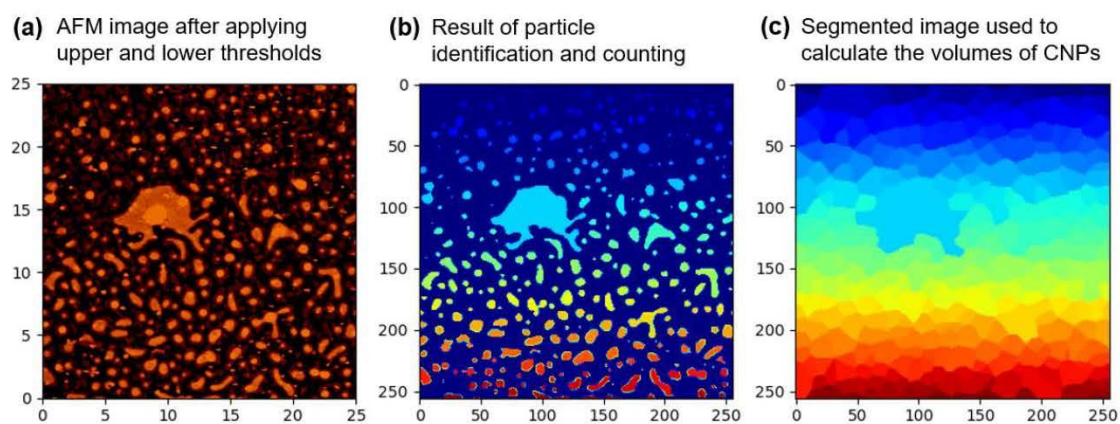 (a) AFM image after applying
upper and lower thresholds
(b) Result of particle
identification and counting
(c) Segmented image used to
calculate the volumes of CNPs
25
20
15
10
5
0
0 5 10 15 20 25
0
50
100
150
200
250
0 50 100 150 200 250
0
50
100
150
200
250
0 50 100 150 200 250